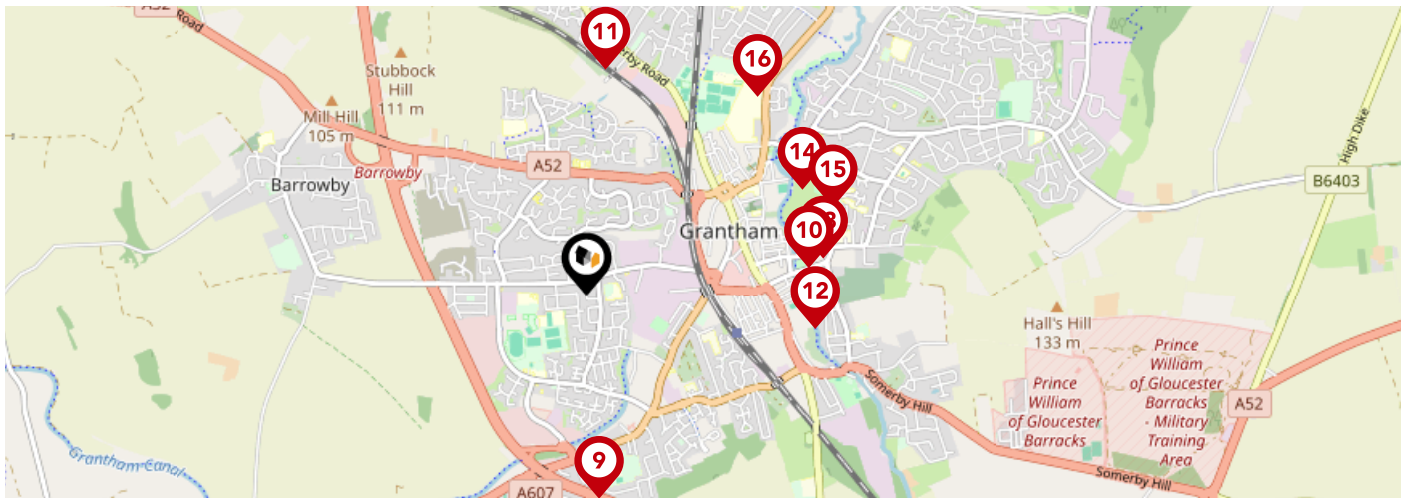 A52
Road
11
16
erby Road
Stubbock
Hill
111 m
Mill Hill
105 m
High Dike
14
15
A52
Barrowby
Barrowby
B6403
10
Grantham
12
Hall's Hill
133 m
Prince
William
of Gloucester
Barracks
- Military
Training
Area
Prince
William
of Gloucester
Barracks
Somerby Hill
A52
Grantham Canal
9
Somerby Hill
A607